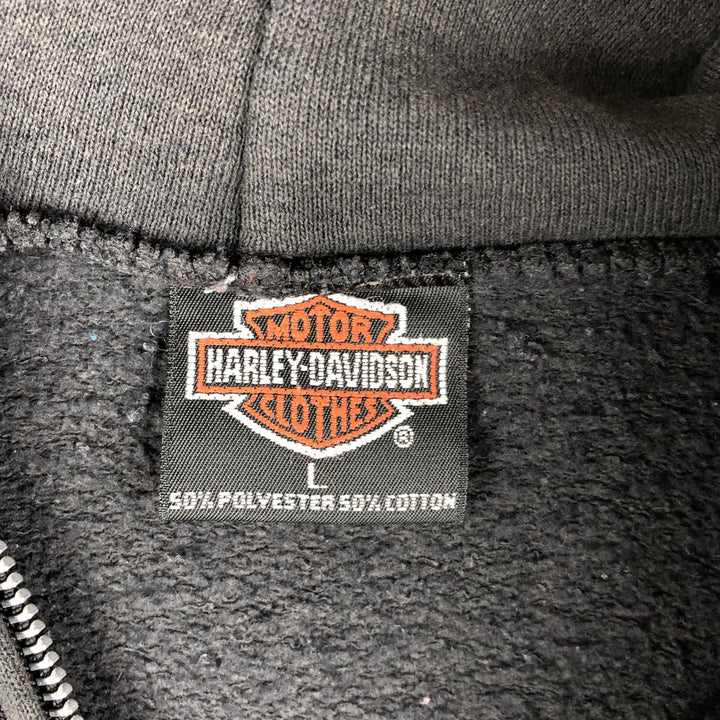 MOTOR
HARLEY-DAVIDSON
CLOTHES
®
L
50% POLYESTER 50% COTTON